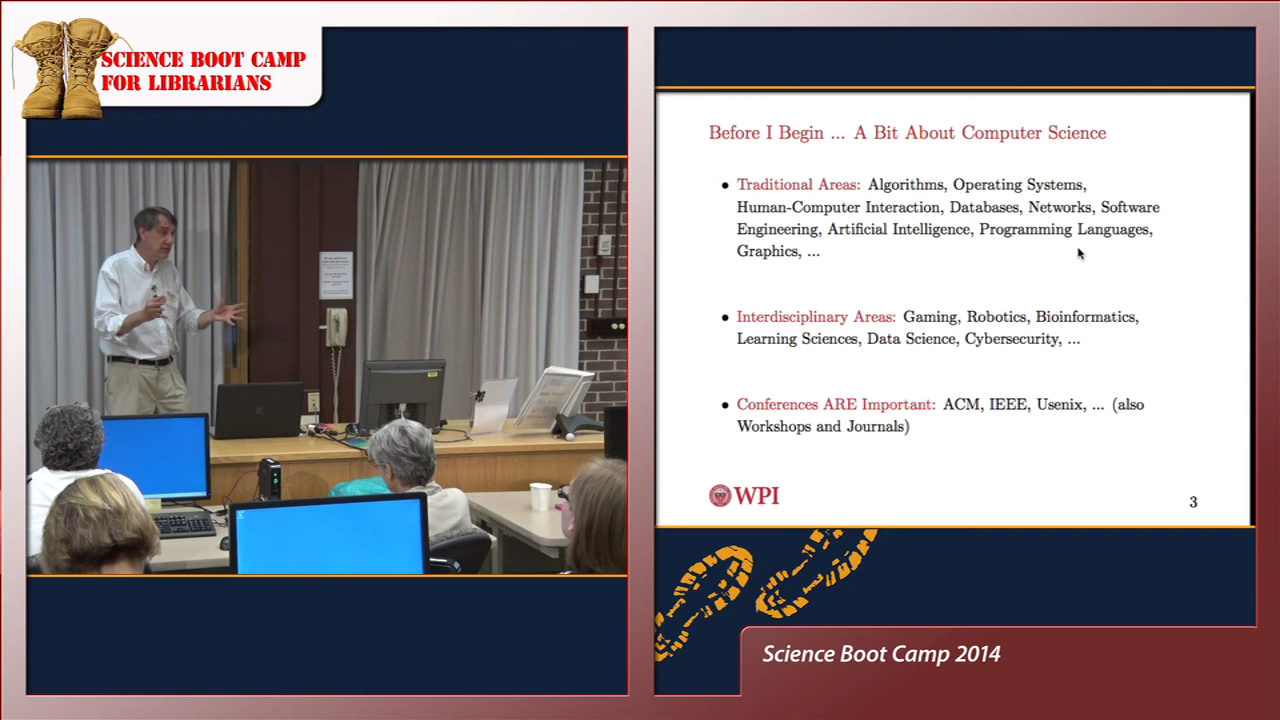 SCIENCE BOOT CAMP
FOR LIBRARIANS
Before I Begin ... A Bit About Computer Science
• Traditional Areas: Algorithms, Operating Systems,
Human-Computer Interaction, Databases, Networks, Software
Engineering, Artificial Intelligence, Programming Languages,
Graphics, ...
• Interdisciplinary Areas: Gaming, Robotics, Bioinformatics,
Learning Sciences, Data Science, Cybersecurity, ...
• Conferences ARE Important: ACM, IEEE, Usenix, ... (also
Workshops and Journals)
WPI
3
Science Boot Camp 2014